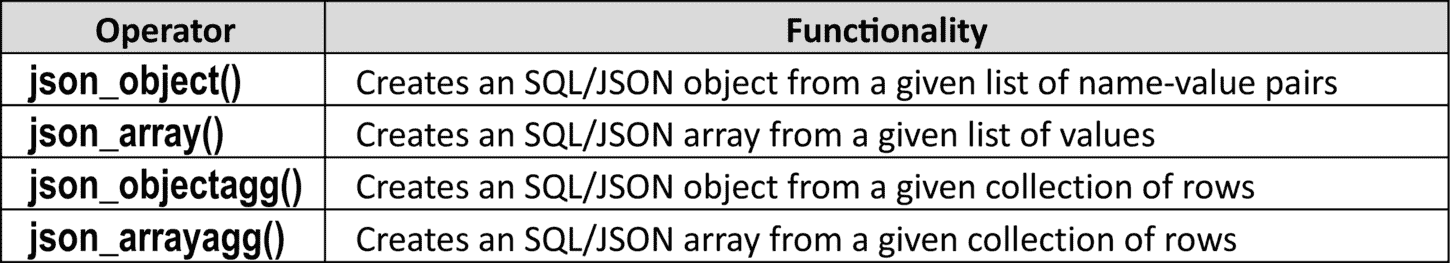 Operator Functionality
json_object() Creates an SQL/JSON object from a given list of name-value pairs
json_array() Creates an SQL/JSON array from a given list of values
json_objectagg() Creates an SQL/JSON object from a given collection of rows
json_arrayagg() Creates an SQL/JSON array from a given collection of rows